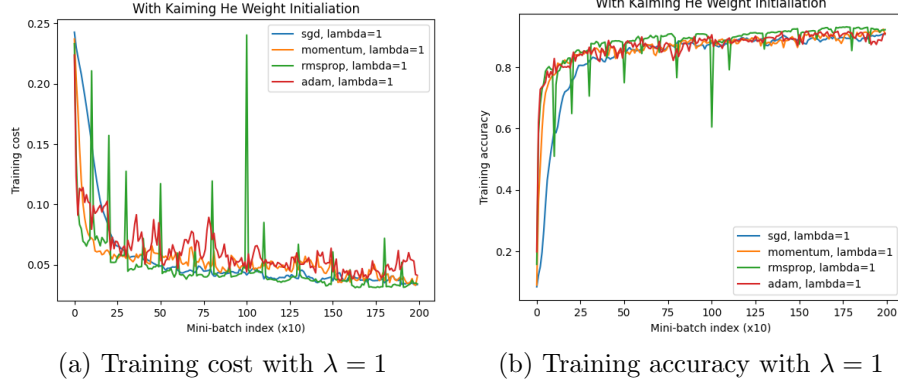 With Kaiming He Weight Initialiation
0.25
0.20
0.15
0.10
0.05
Training cost
sgd, lambda=1
momentum, lambda=1
rmsprop, lambda=1
adam, lambda=1
0 25 50 75 100 125 150 175 200
Mini-batch index (x10)
(a) Training cost with λ = 1
With Kaiming He Weight Initialiation
0.8
0.6
0.4
0.2
Training accuracy
sgd, lambda=1
momentum, lambda=1
rmsprop, lambda=1
adam, lambda=1
0 25 50 75 100 125 150 175 200
Mini-batch index (x10)
(b) Training accuracy with λ = 1